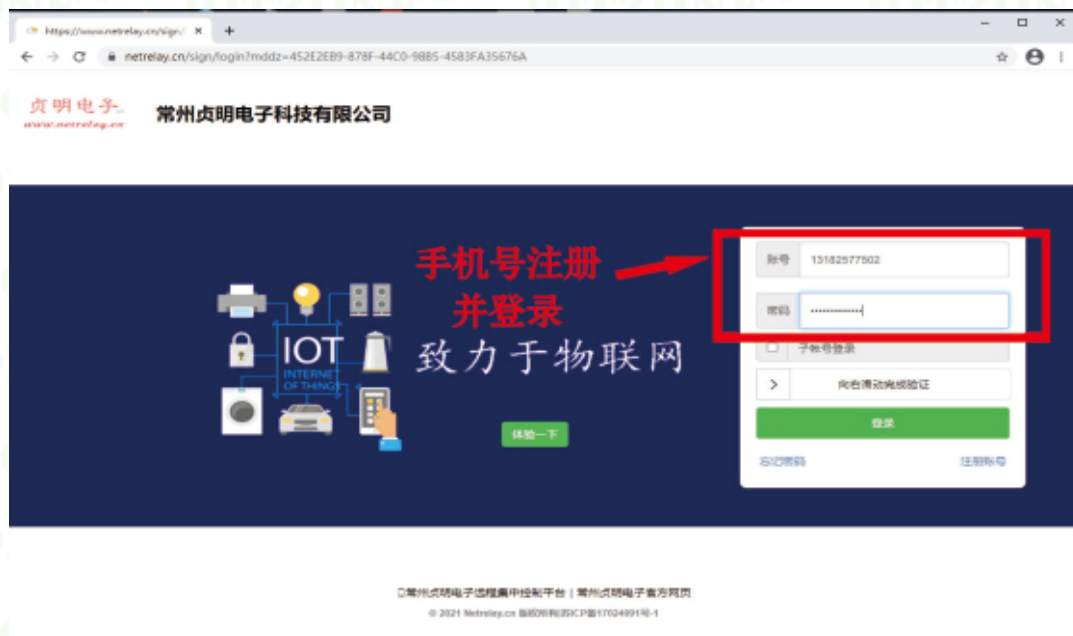 https://www.netrelay.cn/sign/l
netrelay.cn/sign/login?mddz=452E2EB9-878F-44C0-9885-4583FA35676A
贞明电子
www.netrelay.cn
常州贞明电子科技有限公司
手机号注册
并登录
账号 13182577502
密码 ••••••••••••
子帐号登录
IOT
INTERNET
OF THINGS
致力于物联网
> 向右滑动完成验证
登录
体验一下
忘记密码 注册帐号
常州贞明电子远程集中控制平台 | 常州贞明电子官方网页
© 2021 Netrelay.cn 版权所有|苏ICP备17024091号-1